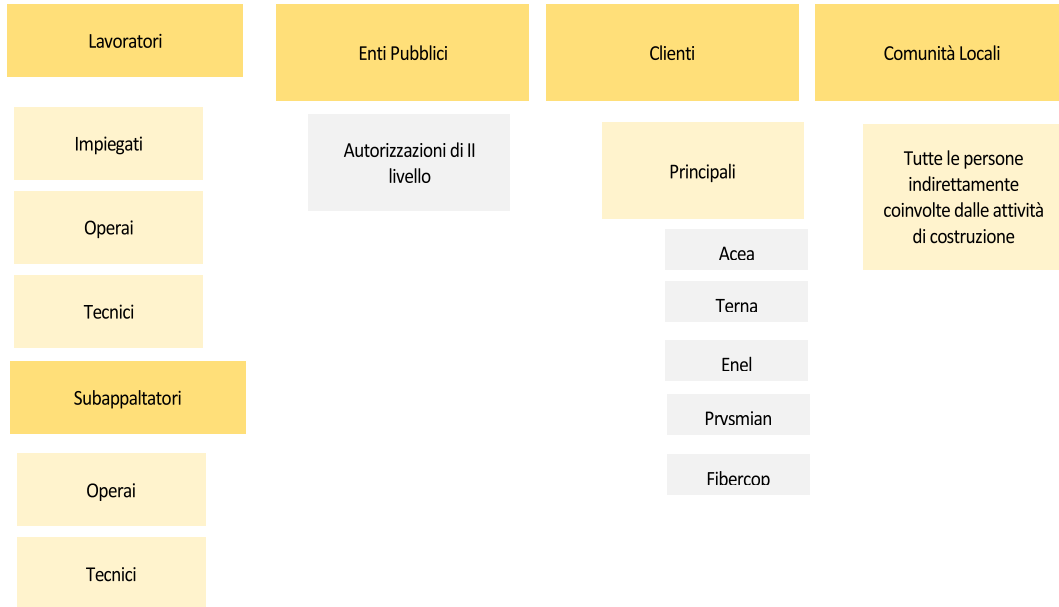 Lavoratori
Impiegati
Operai
Tecnici
Subappaltatori
Operai
Tecnici
Enti Pubblici
Autorizzazioni di II
livello
Clienti
Principali
Acea
Terna
Enel
Prysmian
Fibercop
Comunità Locali
Tutte le persone
indirettamente
coinvolte dalle attività
di costruzione